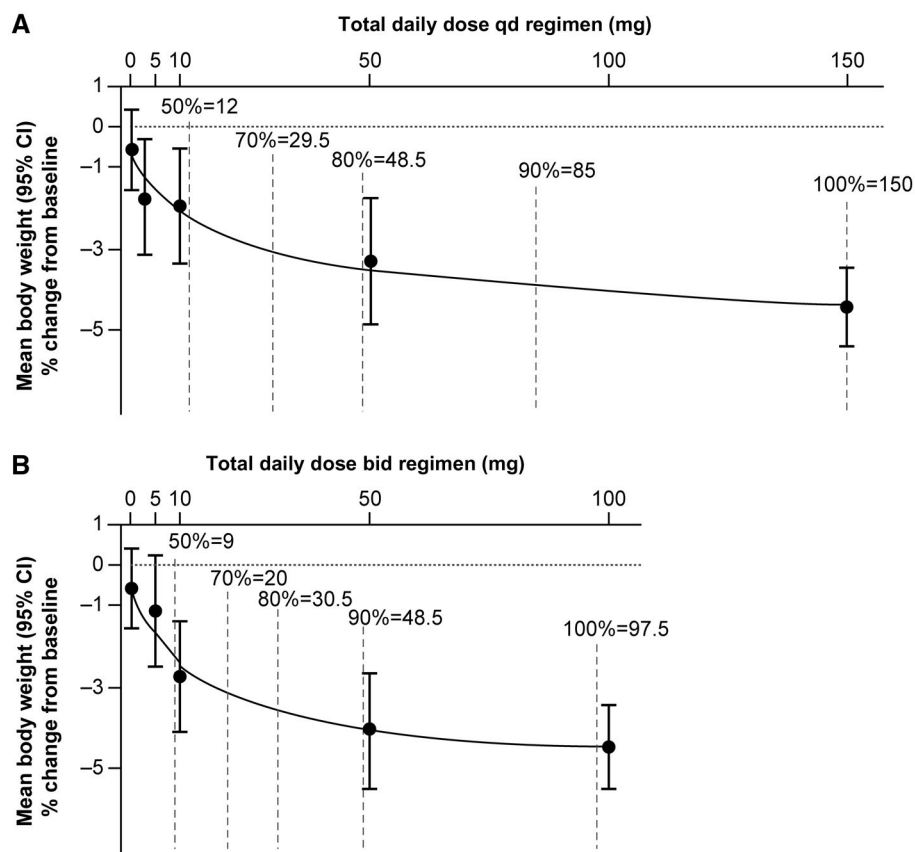 A
Total daily dose qd regimen (mg)
0 5 10 50 100 150
1
0
–1
–3
–5
Mean body weight (95% CI)
% change from baseline
50%=12
70%=29.5
80%=48.5
90%=85
100%=150
B
Total daily dose bid regimen (mg)
0 5 10 50 100
1
0
–1
–3
–5
Mean body weight (95% CI)
% change from baseline
50%=9
70%=20
80%=30.5
90%=48.5
100%=97.5